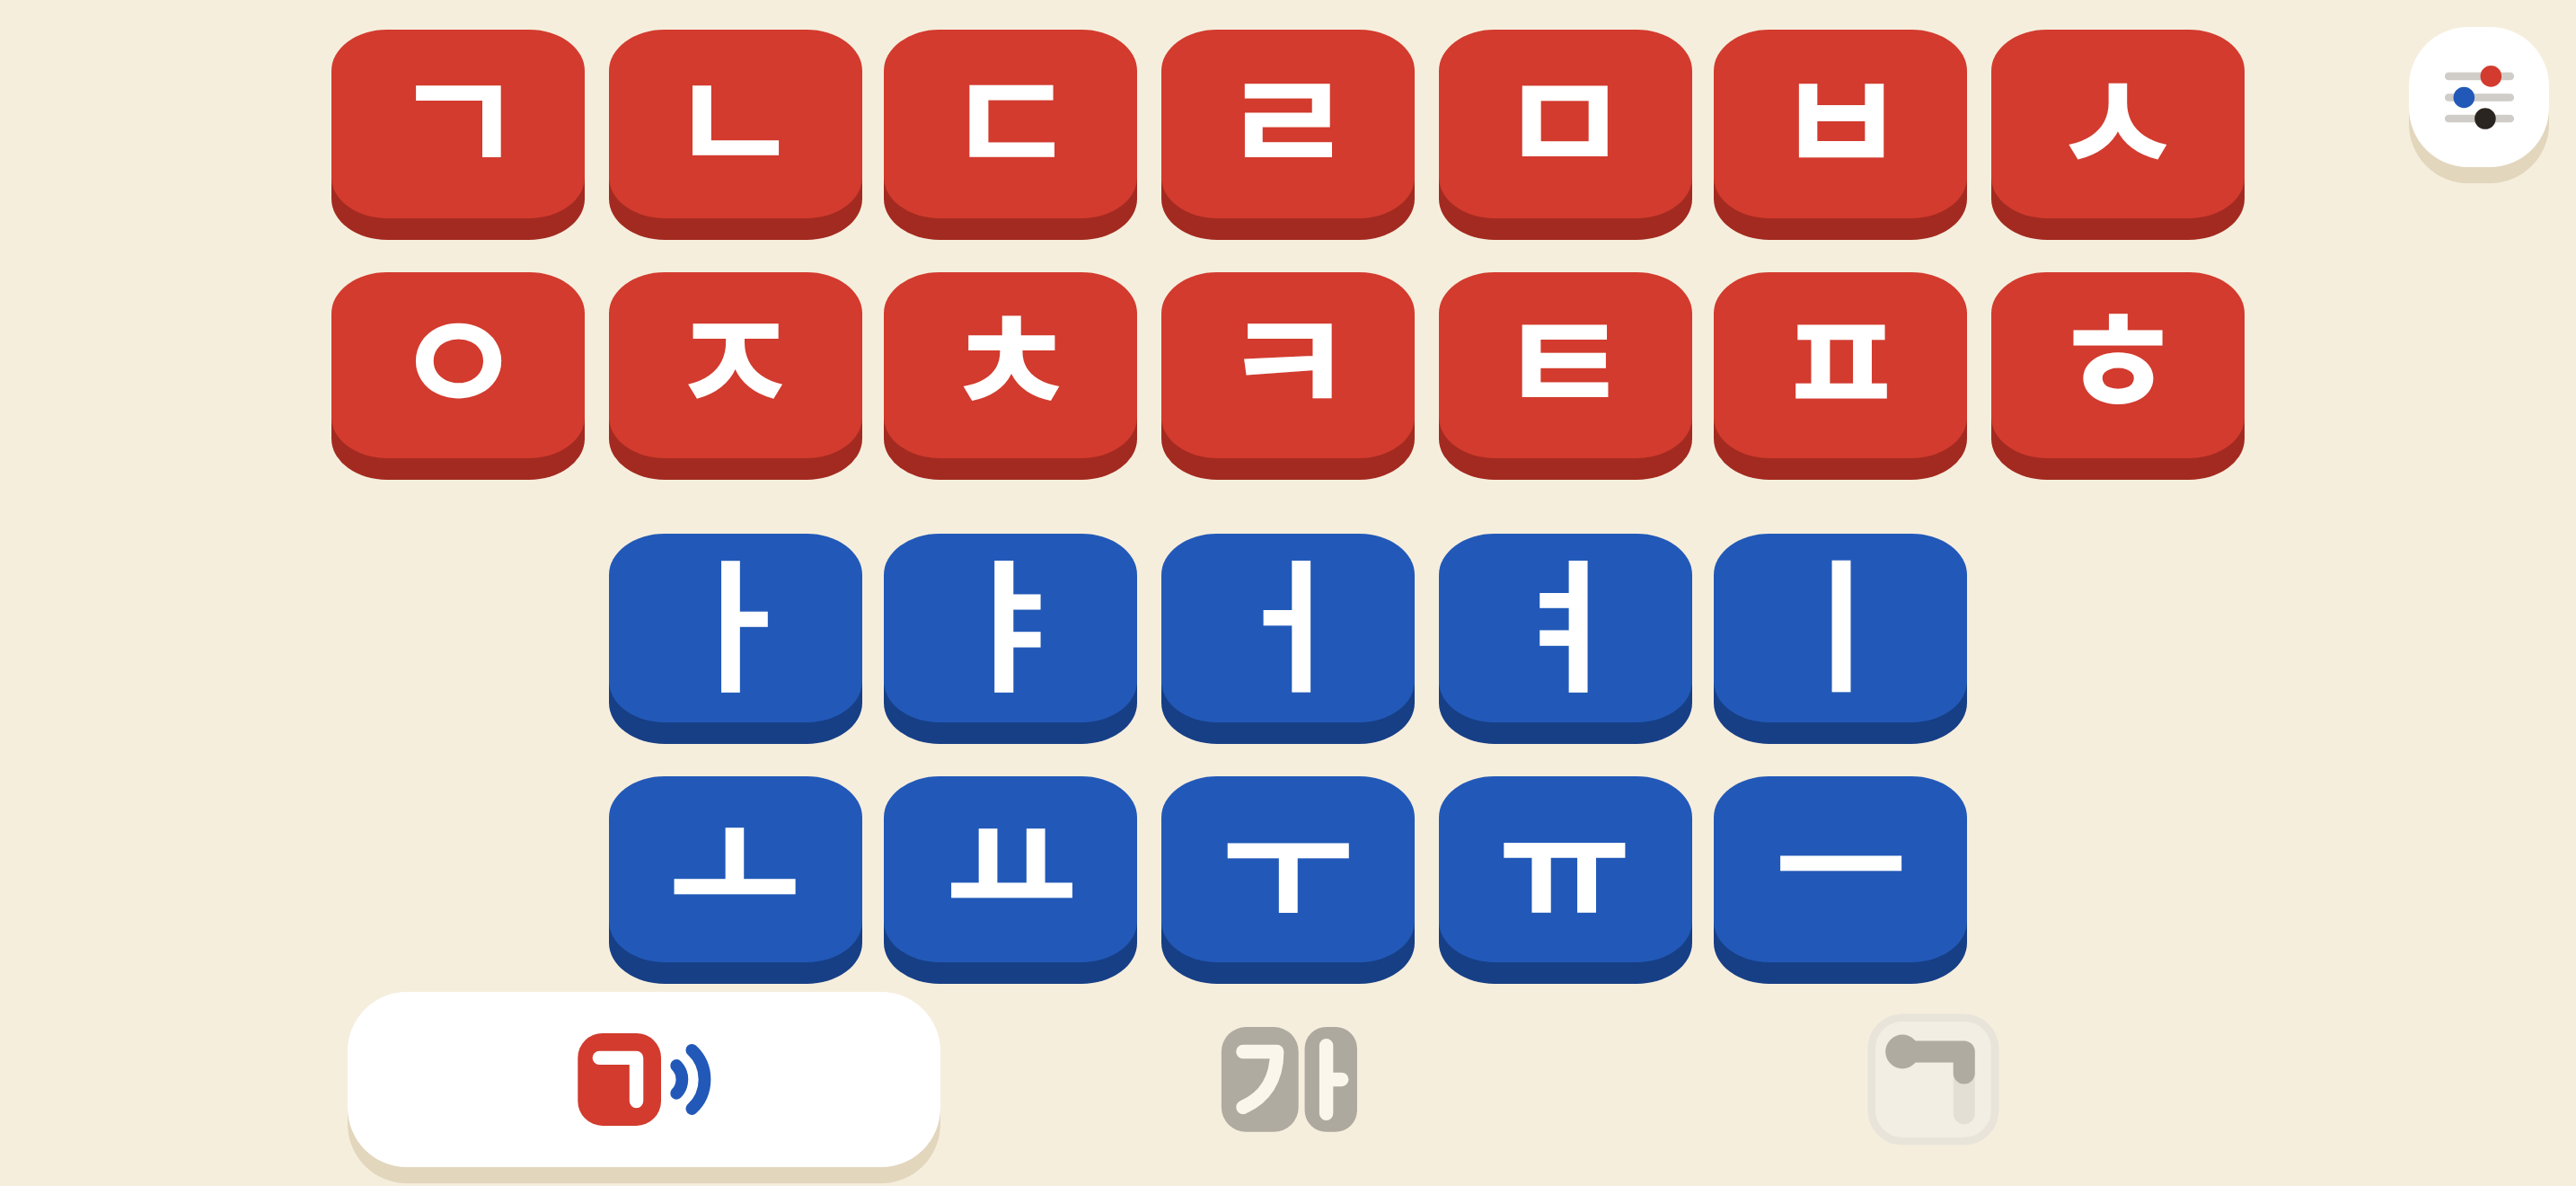 ㄱ ㄴ ㄷ ㄹ ㅁ ㅂ ㅅ
ㅇ ㅈ ㅊ ㅋ ㅌ ㅍ ㅎ
ㅏ ㅑ ㅓ ㅕ ㅣ
ㅗ ㅛ ㅜ ㅠ ㅡ
ㄱ 가 ㄱ